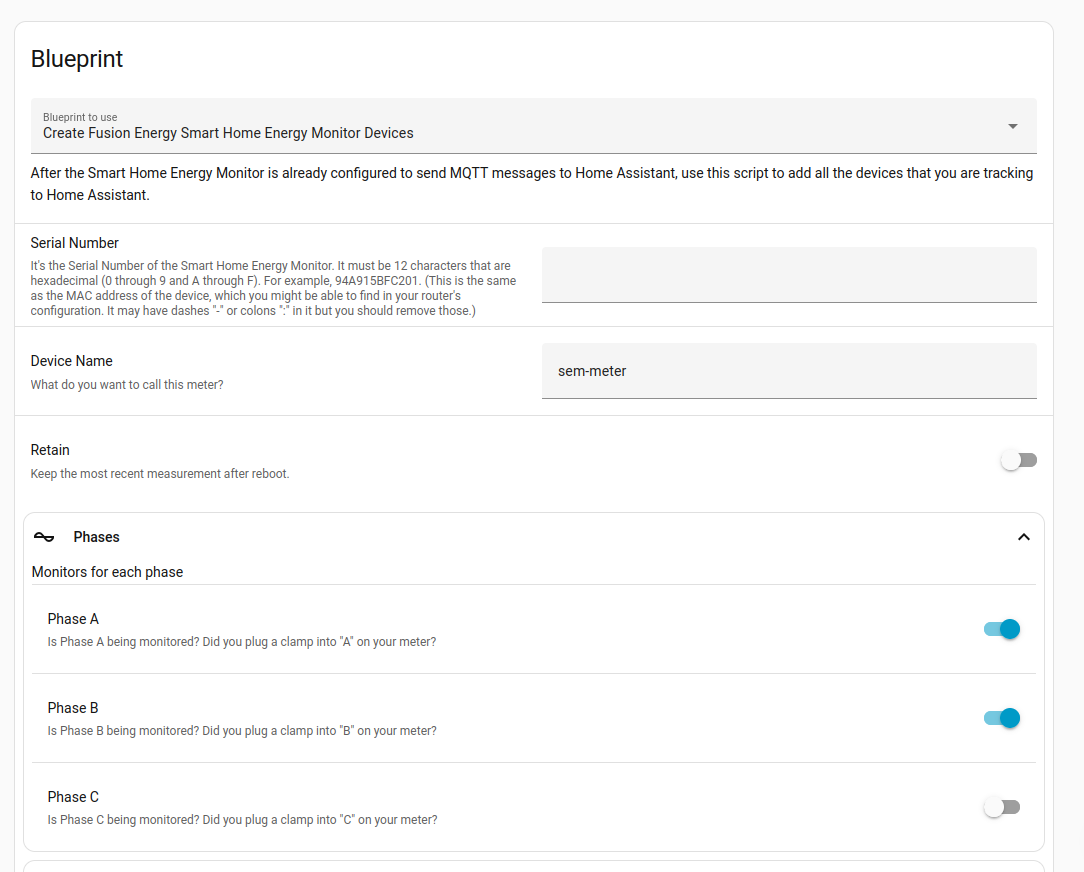 Blueprint
Blueprint to use
Create Fusion Energy Smart Home Energy Monitor Devices
After the Smart Home Energy Monitor is already configured to send MQTT messages to Home Assistant, use this script to add all the devices that you are tracking
to Home Assistant.
Serial Number
It's the Serial Number of the Smart Home Energy Monitor. It must be 12 characters that are
hexadecimal (0 through 9 and A through F). For example, 94A915BFC201. (This is the same
as the MAC address of the device, which you might be able to find in your router's
configuration. It may have dashes "-" or colons ":" in it but you should remove those.)
Device Name
What do you want to call this meter?
sem-meter
Retain
Keep the most recent measurement after reboot.
Phases
Monitors for each phase
Phase A
Is Phase A being monitored? Did you plug a clamp into "A" on your meter?
Phase B
Is Phase B being monitored? Did you plug a clamp into "B" on your meter?
Phase C
Is Phase C being monitored? Did you plug a clamp into "C" on your meter?